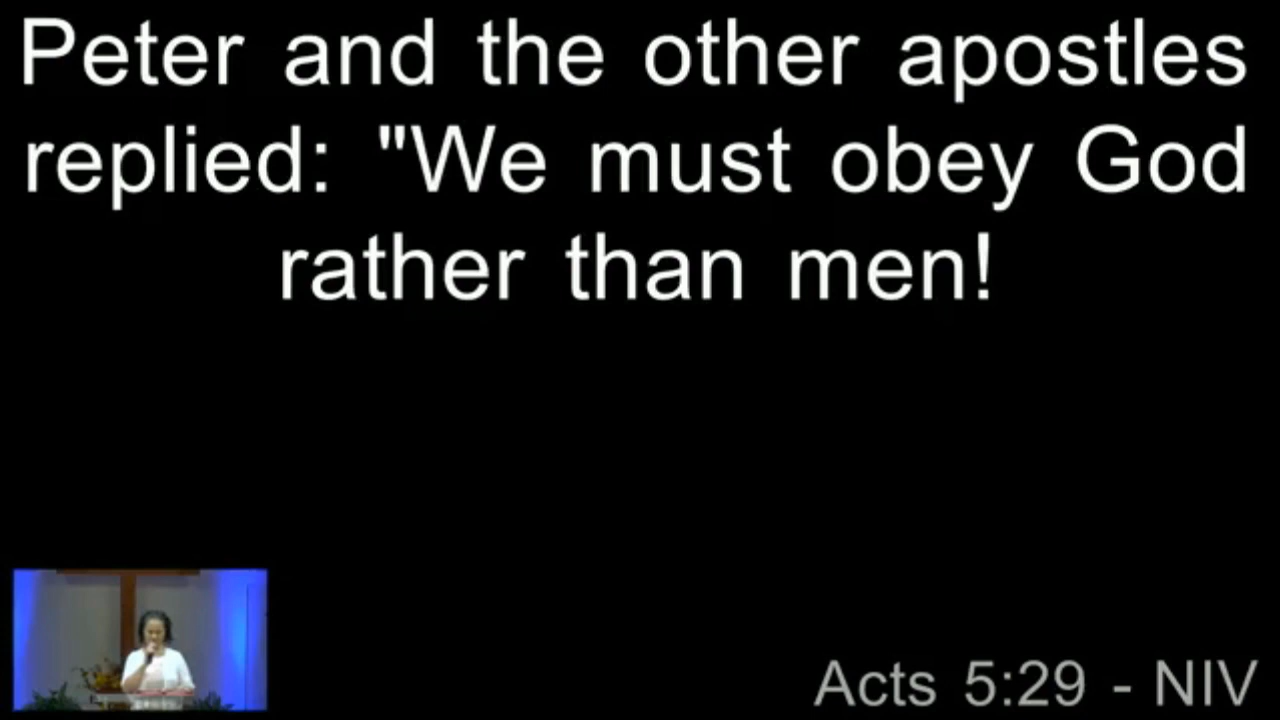 Peter and the other apostles
replied: "We must obey God
rather than men!
Acts 5:29 - NIV